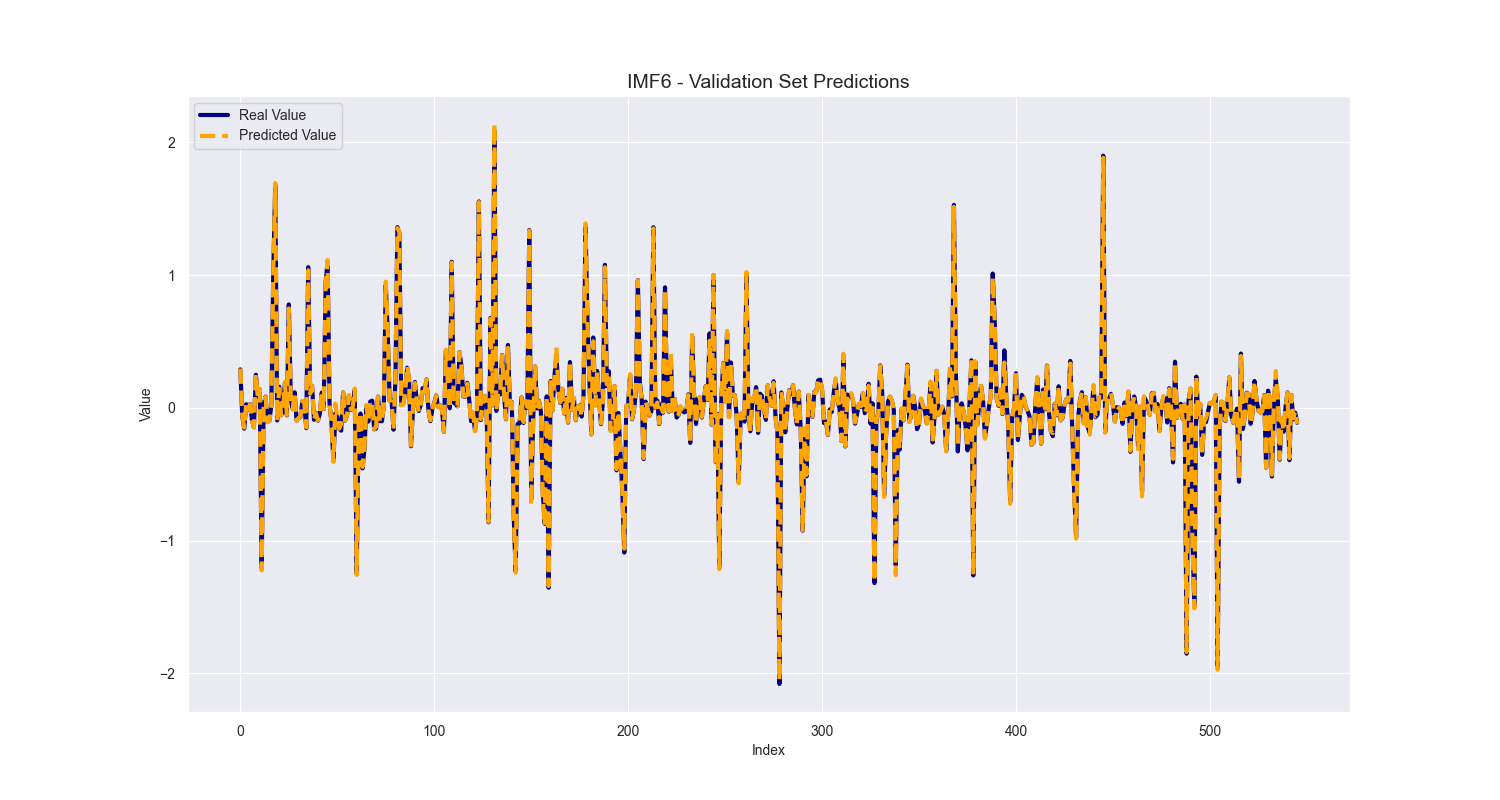 IMF6 - Validation Set Predictions
Real Value
Predicted Value
Value
2
1
0
−1
−2
0 100 200 300 400 500
Index